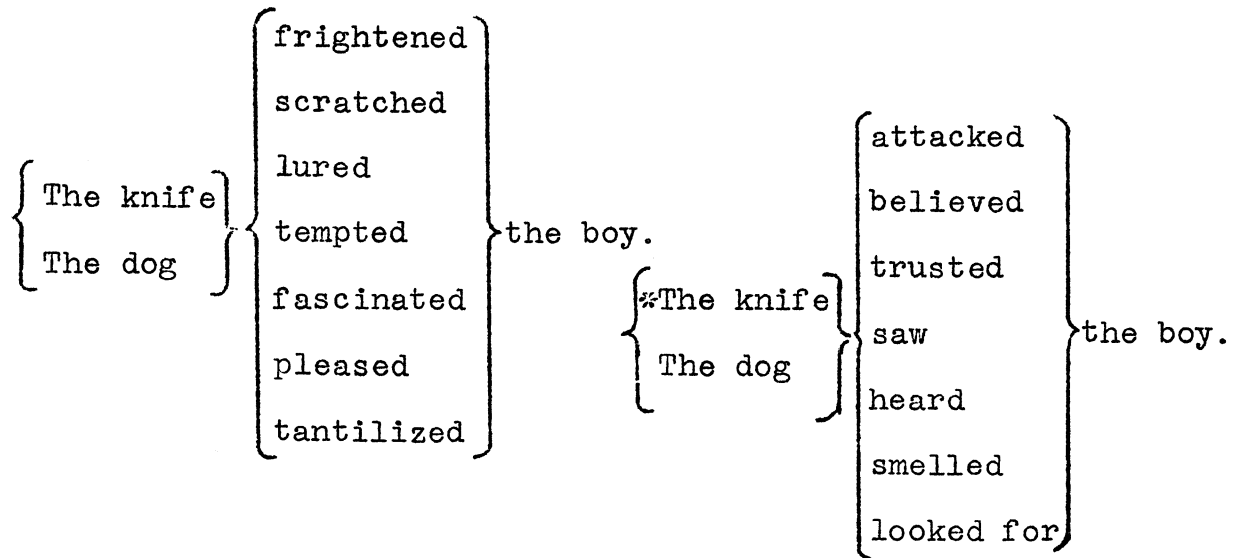 frightened
scratched
lured
The knife
The dog
tempted
the boy.
fascinated
pleased
tantilized
attacked
believed
trusted
*The knife
The dog
saw
the boy.
heard
smelled
looked for